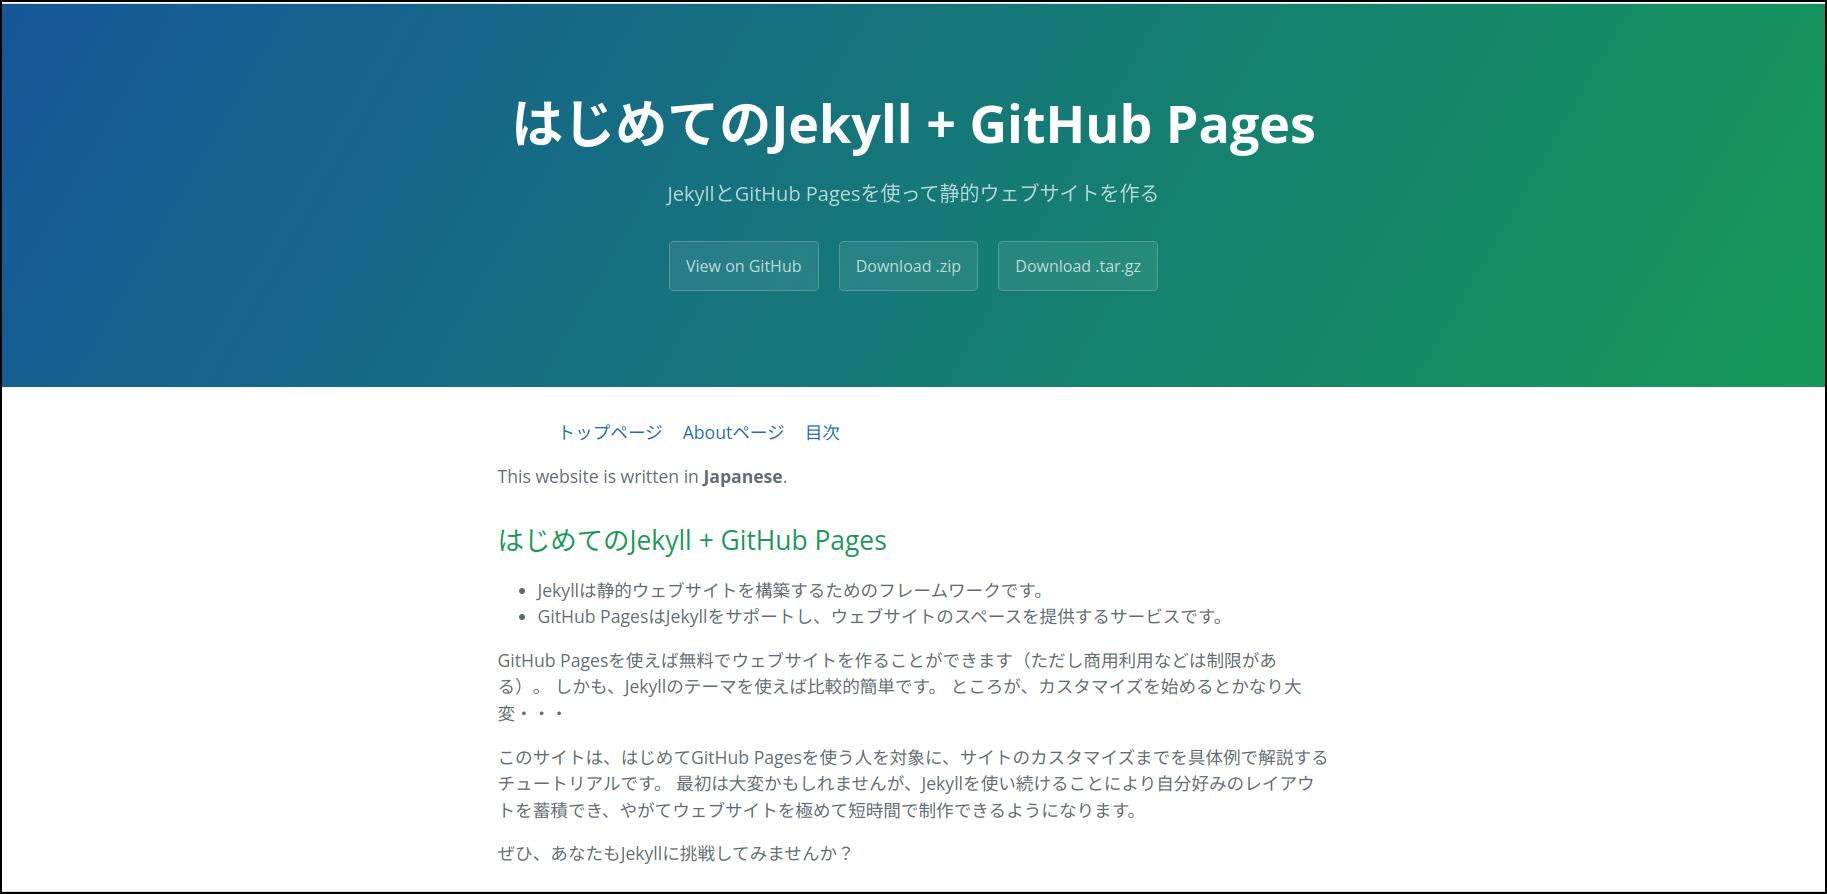 はじめてのJekyll + GitHub Pages
JekyllとGitHub Pagesを使って静的ウェブサイトを作る
View on GitHub Download .zip Download .tar.gz
トップページ Aboutページ 目次
This website is written in Japanese.
はじめてのJekyll + GitHub Pages
• Jekyllは静的ウェブサイトを構築するためのフレームワークです。
• GitHub PagesはJekyllをサポートし、ウェブサイトのスペースを提供するサービスです。
GitHub Pagesを使えば無料でウェブサイトを作ることができます（ただし商用利用などは制限があ
る）。 しかも、Jekyllのテーマを使えば比較的簡単です。 ところが、カスタマイズを始めるとかなり大
変・・・
このサイトは、はじめてGitHub Pagesを使う人を対象に、サイトのカスタマイズまでを具体例で解説する
チュートリアルです。 最初は大変かもしれませんが、Jekyllを使い続けることにより自分好みのレイアウ
トを蓄積でき、やがてウェブサイトを極めて短時間で制作できるようになります。
ぜひ、あなたもJekyllに挑戦してみませんか？